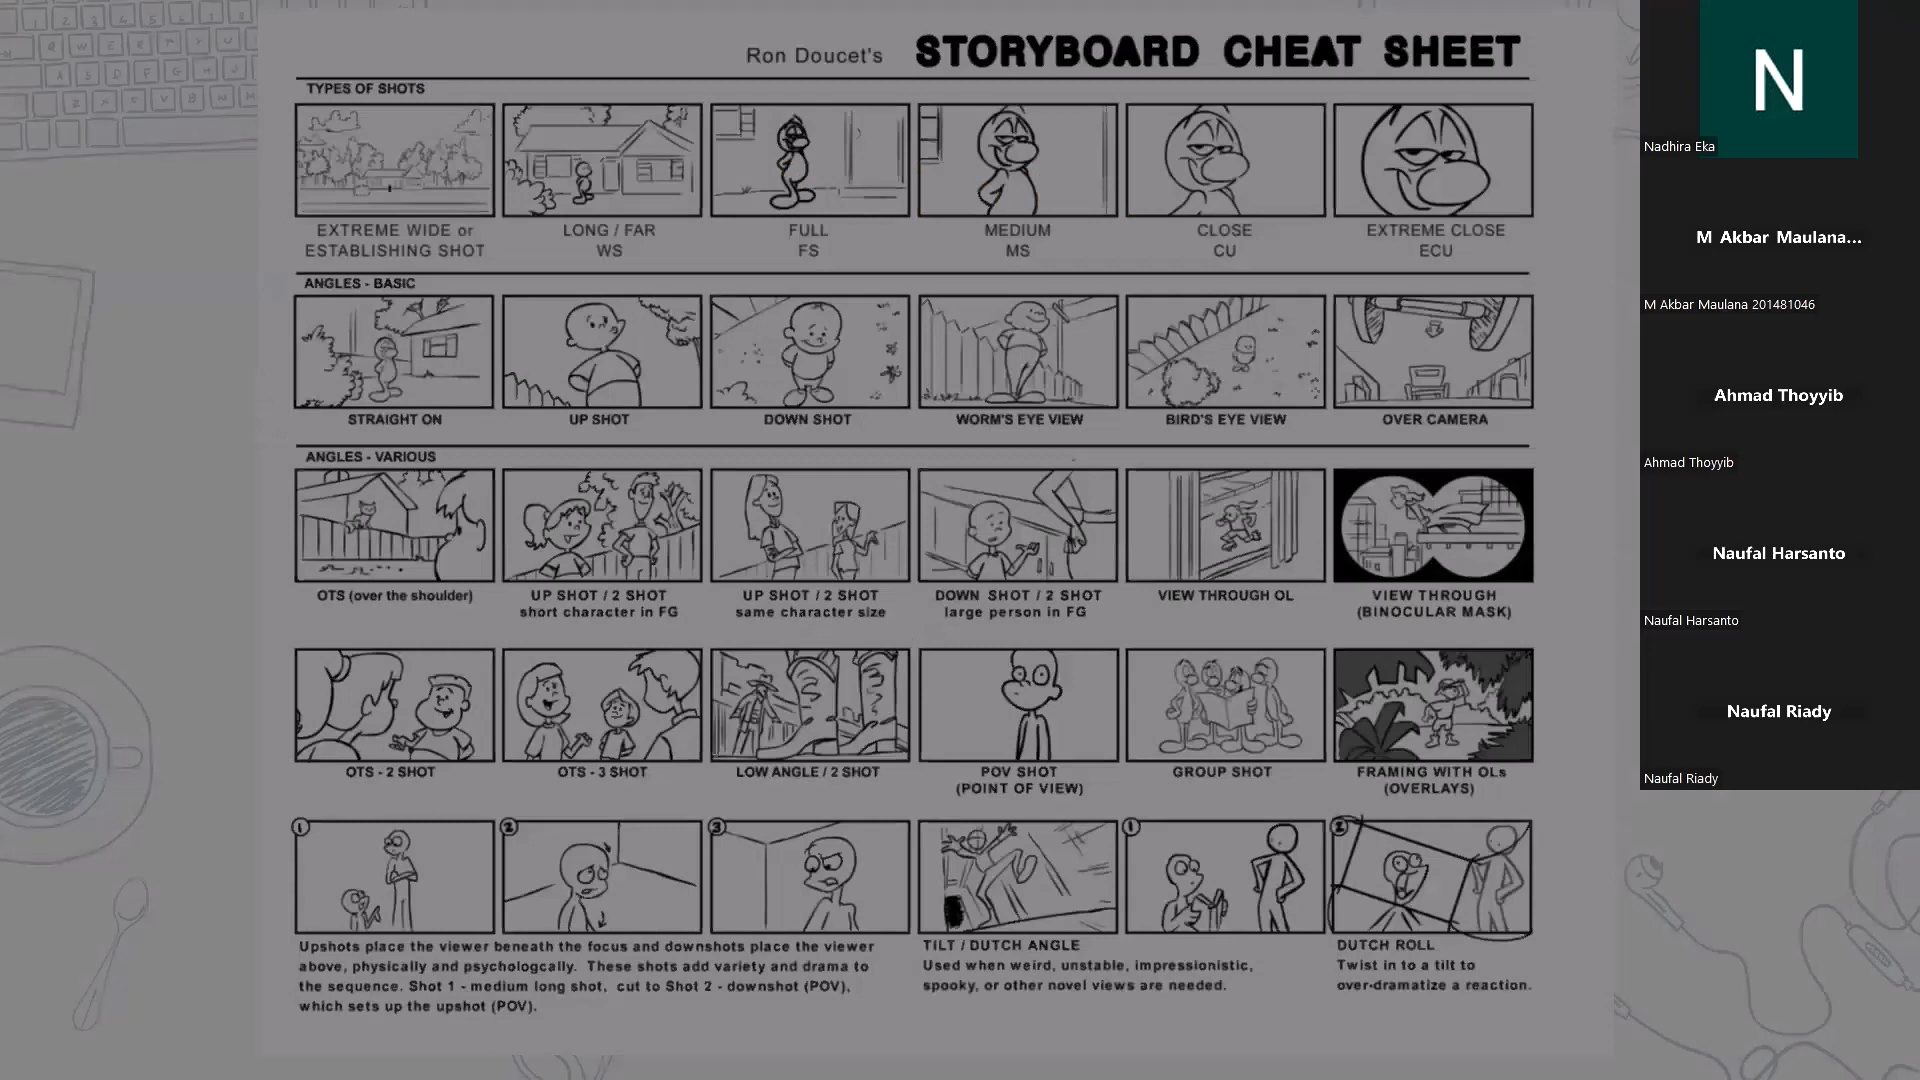 Ron Doucet's STORYBOARD CHEAT SHEET
TYPES OF SHOTS
EXTREME WIDE or
ESTABLISHING SHOT
LONG / FAR
WS
FULL
FS
MEDIUM
MS
CLOSE
CU
EXTREME CLOSE
ECU
ANGLES - BASIC
STRAIGHT ON
UP SHOT
DOWN SHOT
WORM'S EYE VIEW
BIRD'S EYE VIEW
OVER CAMERA
ANGLES - VARIOUS
OTS (over the shoulder)
UP SHOT / 2 SHOT
short character in FG
UP SHOT / 2 SHOT
same character size
DOWN SHOT / 2 SHOT
large person in FG
VIEW THROUGH OL
VIEW THROUGH
(BINOCULAR MASK)
OTS - 2 SHOT
OTS - 3 SHOT
LOW ANGLE / 2 SHOT
POV SHOT
(POINT OF VIEW)
GROUP SHOT
FRAMING WITH OLs
(OVERLAYS)
1
2
3
1
2
Upshots place the viewer beneath the focus and downshots place the viewer
above, physically and psychologcally. These shots add variety and drama to
the sequence. Shot 1 - medium long shot, cut to Shot 2 - downshot (POV),
which sets up the upshot (POV).
TILT / DUTCH ANGLE
Used when weird, unstable, impressionistic,
spooky, or other novel views are needed.
DUTCH ROLL
Twist in to a tilt to
over-dramatize a reaction.
N
Nadhira Eka
M Akbar Maulana...
M Akbar Maulana 201481046
Ahmad Thoyyib
Ahmad Thoyyib
Naufal Harsanto
Naufal Harsanto
Naufal Riady
Naufal Riady